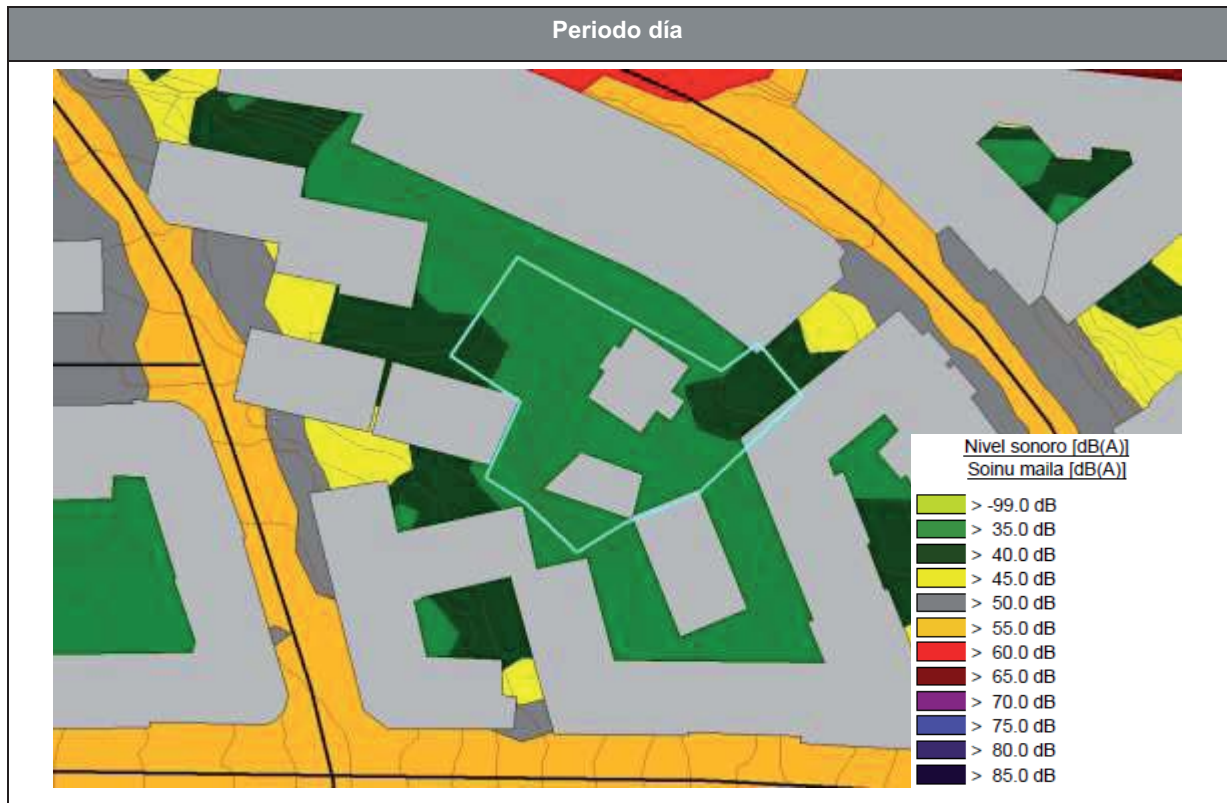 Periodo día
Nivel sonoro [dB(A)]
Soinu maila [dB(A)]
> -99.0 dB
> 35.0 dB
> 40.0 dB
> 45.0 dB
> 50.0 dB
> 55.0 dB
> 60.0 dB
> 65.0 dB
> 70.0 dB
> 75.0 dB
> 80.0 dB
> 85.0 dB